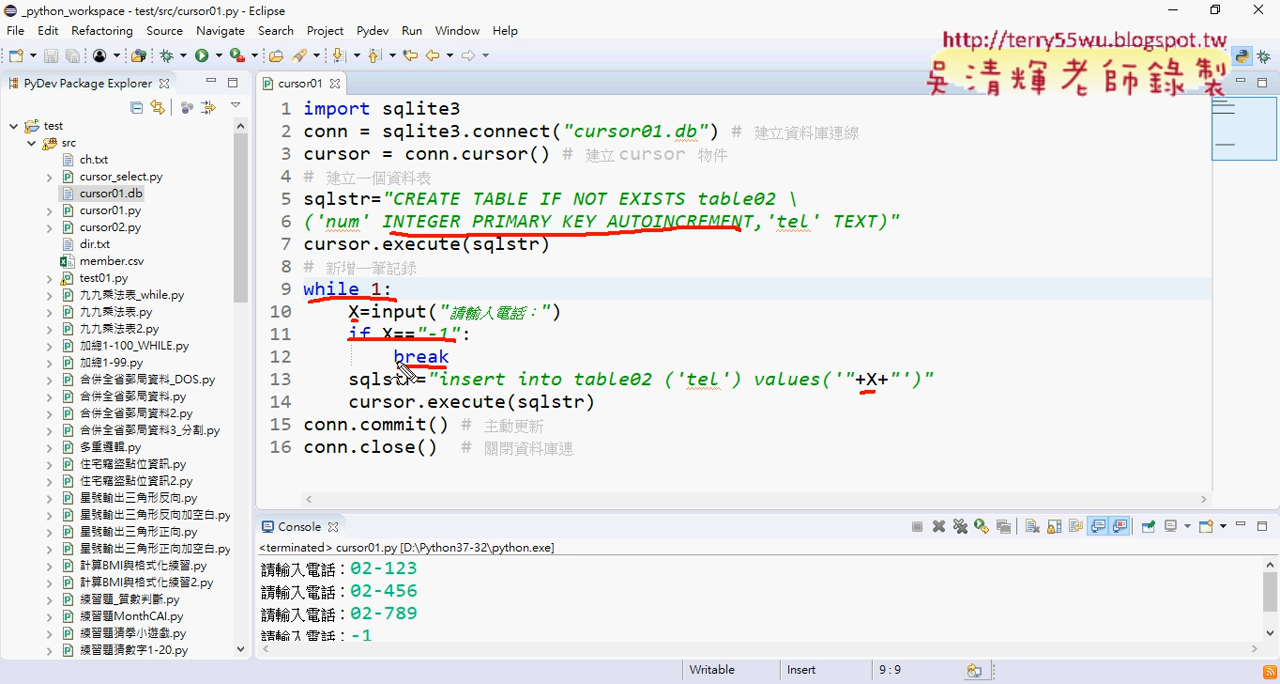 _python_workspace - test/src/cursor01.py - Eclipse
File Edit Refactoring Source Navigate Search Project Pydev Run Window Help
http://terry55wu.blogspot.tw
吳清輝老師錄製
PyDev Package Explorer
test
src
ch.txt
cursor_select.py
cursor01.db
cursor01.py
cursor02.py
dir.txt
member.csv
test01.py
九九乘法表_while.py
九九乘法表.py
九九乘法表2.py
加總1-100_WHILE.py
加總1-99.py
合併全省郵局資料_DOS.py
合併全省郵局資料.py
合併全省郵局資料2.py
合併全省郵局資料3_分割.py
多重邏輯.py
住宅竊盜點位資訊.py
住宅竊盜點位資訊2.py
星號輸出三角形反向.py
星號輸出三角形反向加空白.py
星號輸出三角形正向.py
星號輸出三角形正向加空白.py
計算BMI與格式化練習.py
計算BMI與格式化練習2.py
練習題_質數判斷.py
練習題MonthCAI.py
練習題猜拳小遊戲.py
練習題猜數字1-20.py
cursor01
1 import sqlite3
2 conn = sqlite3.connect("cursor01.db") # 建立資料庫連線
3 cursor = conn.cursor() # 建立 cursor 物件
4 # 建立一個資料表
5 sqlstr="CREATE TABLE IF NOT EXISTS table02 \
6 ('num' INTEGER PRIMARY KEY AUTOINCREMENT,'tel' TEXT)"
7 cursor.execute(sqlstr)
8 # 新增一筆記錄
9 while 1:
10 X=input("請輸入電話：")
11 if X=="-1":
12 break
13 sqlstr="insert into table02 ('tel') values('"+X+"')"
14 cursor.execute(sqlstr)
15 conn.commit() # 主動更新
16 conn.close() # 關閉資料庫連
Console
<terminated> cursor01.py [D:\Python37-32\python.exe]
請輸入電話：02-123
請輸入電話：02-456
請輸入電話：02-789
請輸入電話：-1
Writable Insert 9 : 9